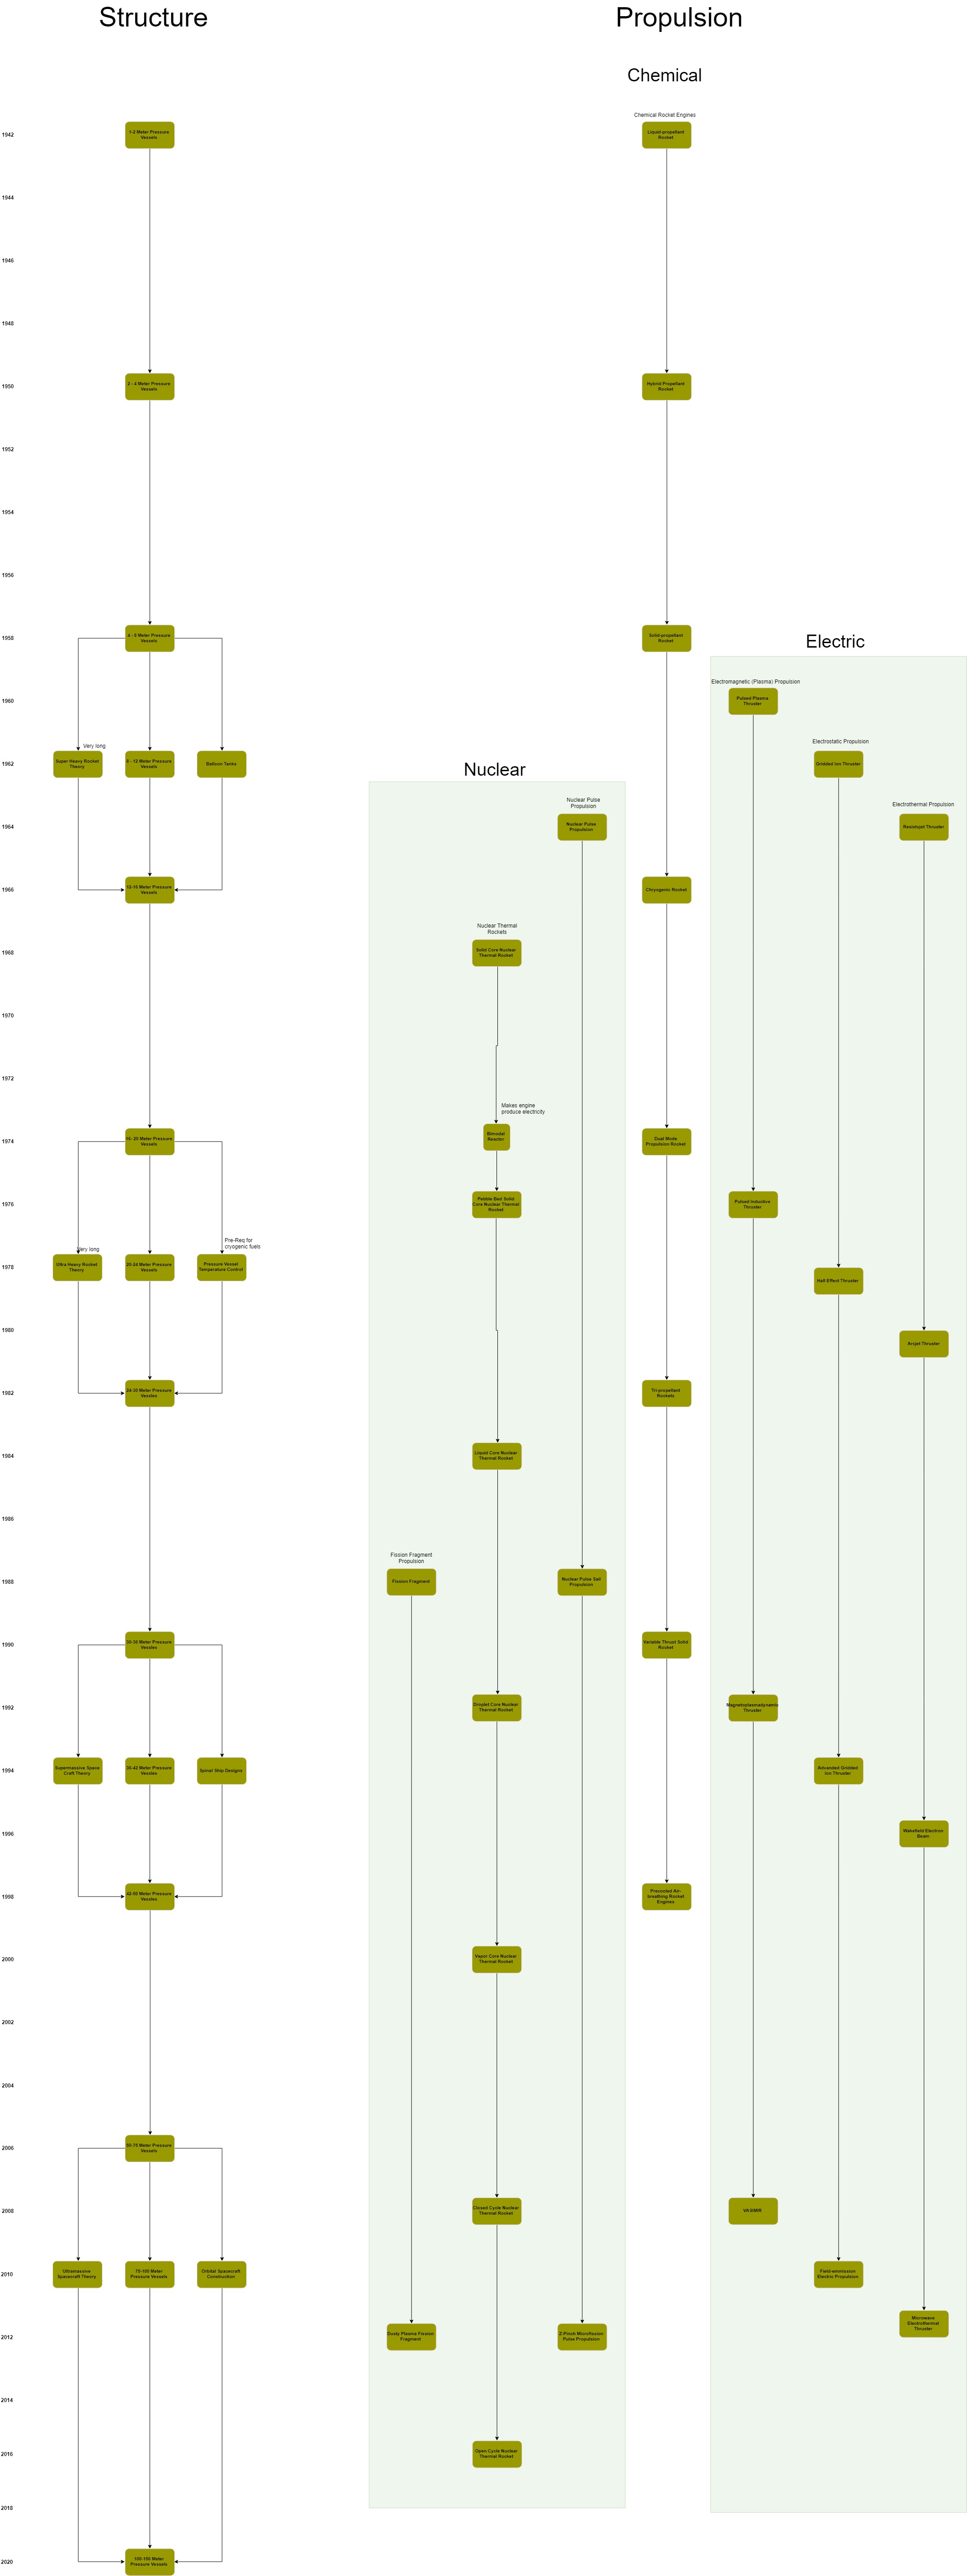 Structure
Propulsion
Chemical
Chemical Rocket Engines
1942
1-2 Meter Pressure
Vessels
Liquid-propellant
Rocket
1944
1946
1948
1950
2 - 4 Meter Pressure
Vessels
Hybrid Propellant
Rocket
1952
1954
1956
1958
4 - 8 Meter Pressure
Vessels
Solid-propellant
Rocket
Electric
Electromagnetic (Plasma) Propulsion
1960
Pulsed Plasma
Thruster
Electrostatic Propulsion
Very long
1962
Super Heavy Rocket
Theory
8 - 12 Meter Pressure
Vessels
Balloon Tanks
Gridded Ion Thruster
Nuclear
Nuclear Pulse
Propulsion
Electrothermal Propulsion
1964
Nuclear Pulse
Propulsion
Resistojet Thruster
1966
12-16 Meter Pressure
Vessels
Chryogenic Rocket
Nuclear Thermal
Rockets
1968
Solid Core Nuclear
Thermal Rocket
1970
1972
Makes engine
produce electricity
1974
16- 20 Meter Pressure
Vessels
Bimodal
Reactor
Dual Mode
Propulsion Rocket
1976
Pebble Bed Solid
Core Nuclear Thermal
Rocket
Pulsed Inductive
Thruster
Very long
Pre-Req for
cryogenic fuels
1978
Ultra Heavy Rocket
Theory
20-24 Meter Pressure
Vessels
Pressure Vessel
Temperature Control
Hall Effect Thruster
1980
Arcjet Thruster
1982
24-30 Meter Pressure
Vessles
Tri-propellant
Rockets
1984
Liquid Core Nuclear
Thermal Rocket
1986
Fission Fragment
Propulsion
1988
Fission Fragment
Nuclear Pulse Sail
Propulsion
1990
30-36 Meter Pressure
Vessles
Variable Thrust Solid
Rocket
1992
Droplet Core Nuclear
Thermal Rocket
Magnetoplasmadynamic
Thruster
1994
Supermassive Space
Craft Theory
36-42 Meter Pressure
Vessles
Spinal Ship Designs
Advanded Gridded
Ion Thruster
1996
Wakefield Electron
Beam
1998
42-50 Meter Pressure
Vessles
Precooled Air-
breathing Rocket
Engines
2000
Vapor Core Nuclear
Thermal Rocket
2002
2004
2006
50-75 Meter Pressure
Vessels
2008
Closed Cycle Nuclear
Thermal Rocket
VASIMR
2010
Ultramassive
Spacecraft Theory
75-100 Meter
Pressure Vessels
Orbital Spacecraft
Construction
Field-emmission
Electric Propulsion
2012
Dusty Plasma Fission
Fragment
Z-Pinch Microfission
Pulse Propulsion
Microwave
Electrothermal
Thruster
2014
2016
Open Cycle Nuclear
Thermal Rocket
2018
2020
Meter
Pressure Vessels